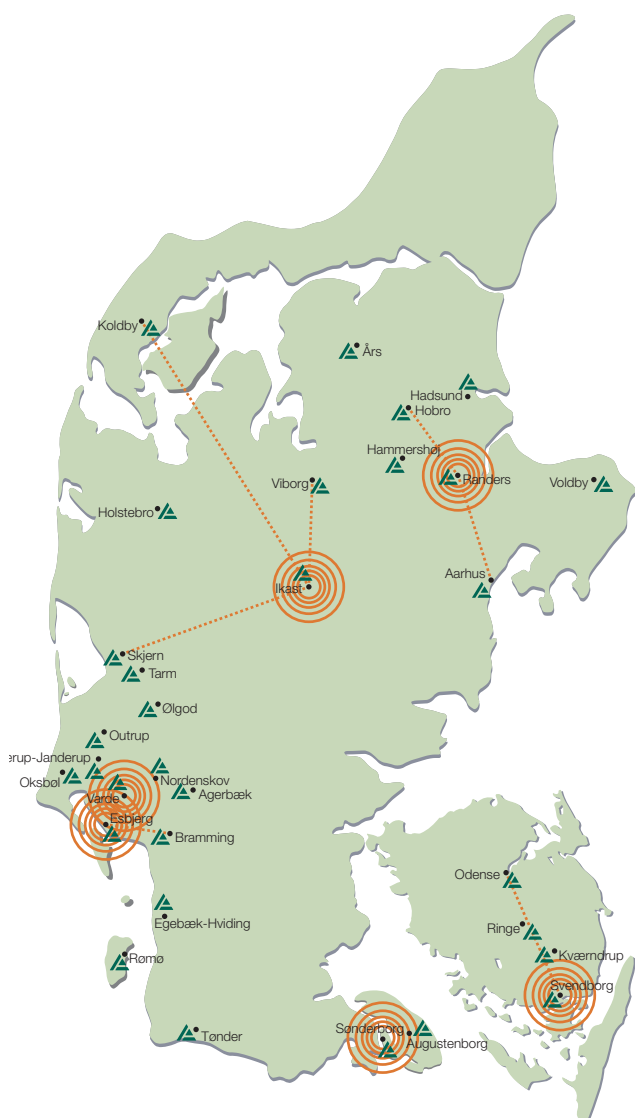 Koldby
Års
Hadsund
Hobro
Hammershøj
Viborg
Randers
Voldby
Holstebro
Aarhus
Ikast
Skjern
Tarm
Ølgod
Outrup
erup-Janderup
Oksbøl
Nordenskov
Agerbæk
Varde
Esbjerg
Bramming
Odense
Egebæk-Hviding
Ringe
Kværndrup
Rømø
Svendborg
Sønderborg
Tønder
Augustenborg